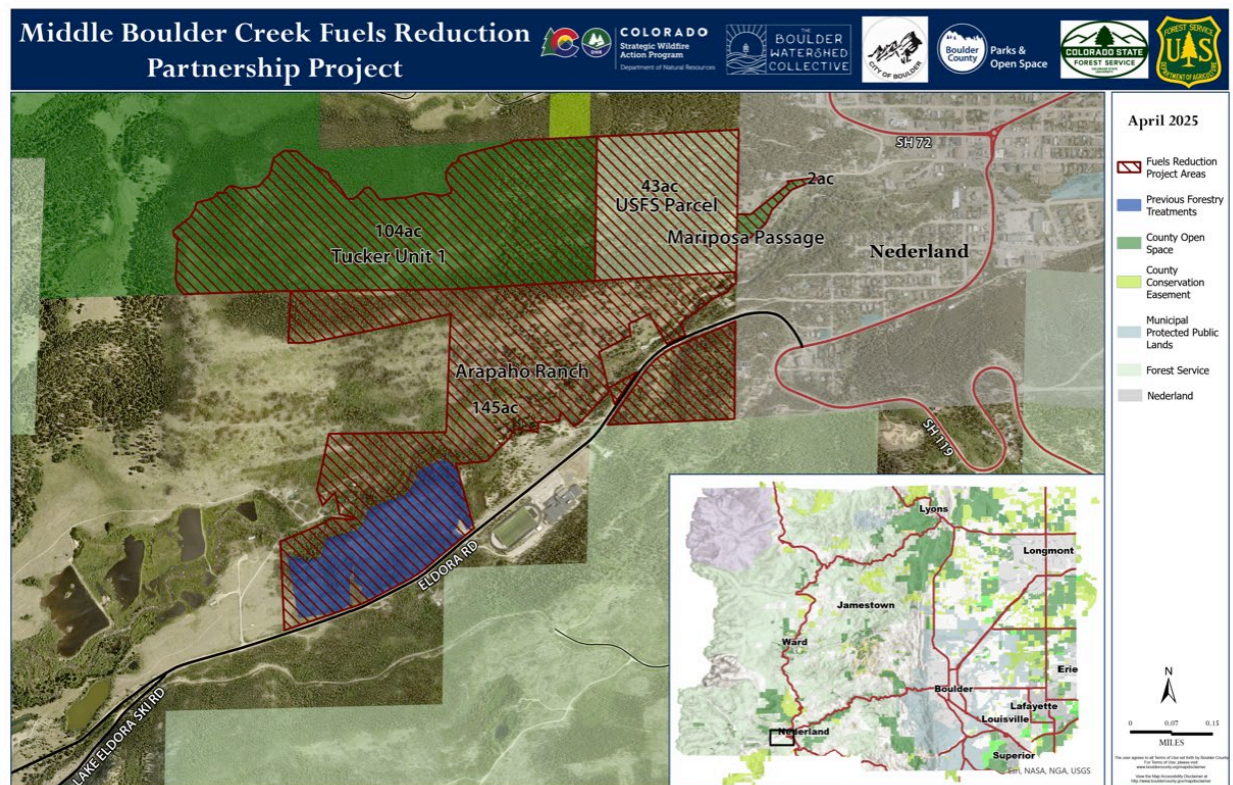 Middle Boulder Creek Fuels Reduction
Partnership Project
COLORADO
Strategic Wildfire
Action Program
Department of Natural Resources
THE
BOULDER
WATERSHED
COLLECTIVE
CITY OF BOULDER
Boulder
County
Parks &
Open Space
COLORADO STATE
FOREST SERVICE
FOREST SERVICE
U S
DEPARTMENT OF AGRICULTURE
SH 72
2ac
43ac
USFS Parcel
104ac
Tucker Unit 1
Mariposa Passage
Nederland
Arapaho Ranch
145ac
SH 119
ELDORA RD
LAKE ELDORA SKI RD
Lyons
Longmont
Jamestown
Ward
Erie
Boulder
Lafayette
Louisville
Nederland
Superior
Esri, NASA, NGA, USGS
April 2025
Fuels Reduction
Project Areas
Previous Forestry
Treatments
County Open
Space
County
Conservation
Easement
Municipal
Protected Public
Lands
Forest Service
Nederland
N
0 0.07 0.15
MILES